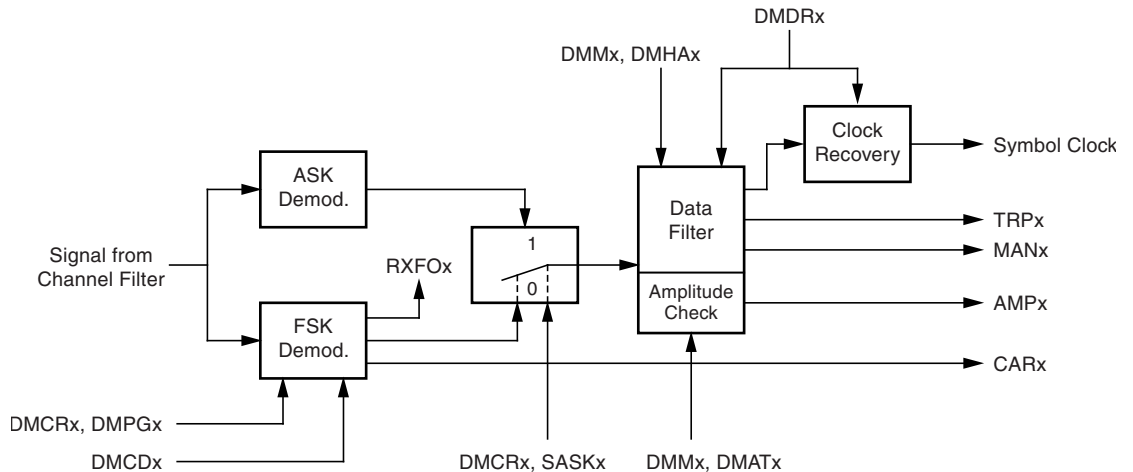 DMDRx
DMMx, DMHAx
Clock
Recovery
Symbol Clock
ASK
Demod.
Data
Filter
TRPx
MANx
1
0
Signal from
Channel Filter
RXFOx
Amplitude
Check
AMPx
FSK
Demod.
CARx
DMCRx, DMPGx
DMCDx
DMCRx, SASKx
DMMx, DMATx